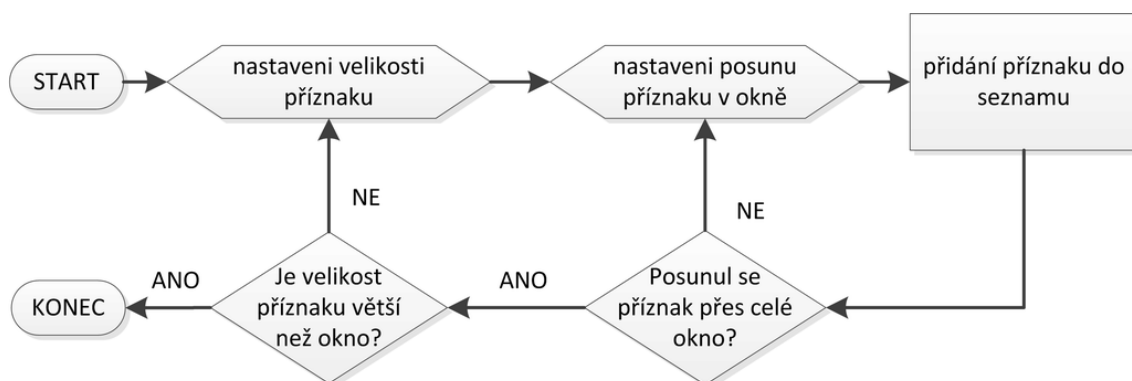 START
nastaveni velikosti
příznaku
nastaveni posunu
příznaku v okně
přidání příznaku do
seznamu
NE
NE
KONEC
ANO
Je velikost
příznaku větší
než okno?
ANO
Posunul se
příznak přes celé
okno?